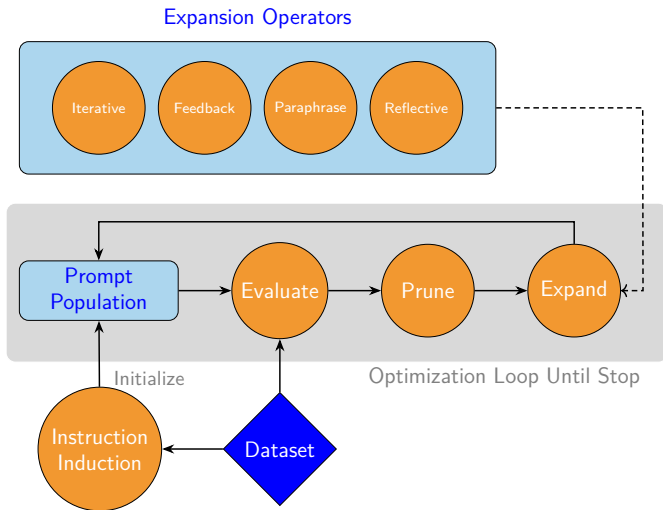 Expansion Operators
Iterative
Feedback
Paraphrase
Reflective
Prompt
Population
Evaluate
Prune
Expand
Initialize
Optimization Loop Until Stop
Instruction
Induction
Dataset